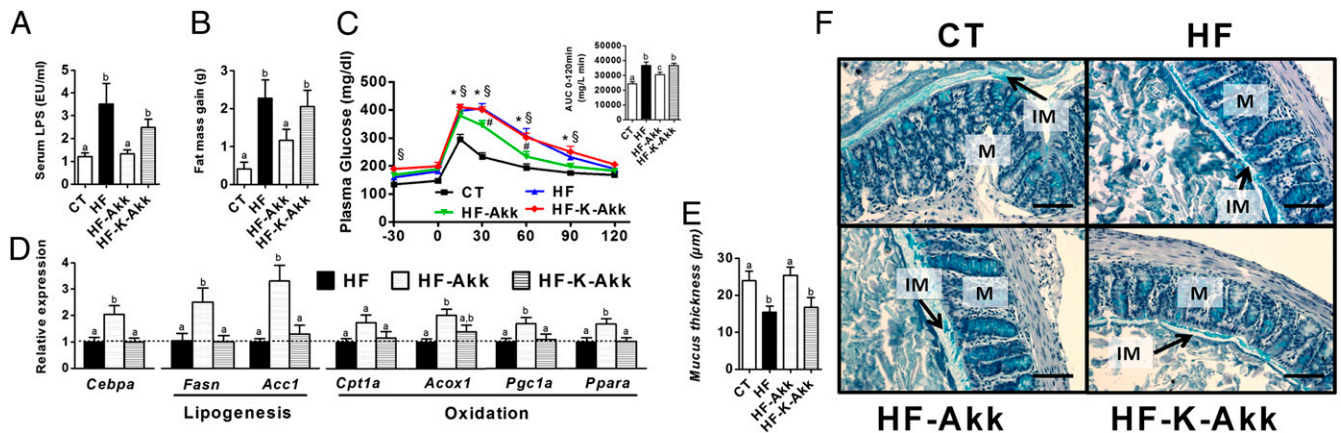 A
Serum LPS (EU/ml)
5
4
3
2
1
0
a
b
a
b
CT
HF
HF-Akk
HF-K-Akk
B
Fat mass gain (g)
4
3
2
1
0
a
b
a
b
CT
HF
HF-Akk
HF-K-Akk
C
Plasma Glucose (mg/dl)
400
300
200
100
0
-30
0
30
60
90
120
§
* §
* §
#
* §
#
* §
CT
HF
HF-Akk
HF-K-Akk
AUC 0-120min
(mg/L min)
50000
40000
30000
20000
10000
0
a
b
c
b
CT
HF
HF-Akk
HF-K-Akk
D
Relative expression
4
3
2
1
0
HF
HF-Akk
HF-K-Akk
a
b
a
a
b
a
a
b
a
a
a
a
a
b
a,b
a
b
a
a
b
a
Cebpa
Fasn
Acc1
Cpt1a
Acox1
Pgc1a
Ppara
Lipogenesis
Oxidation
E
Mucus thickness (µm)
30
20
10
0
a
b
a
b
CT
HF
HF-Akk
HF-K-Akk
F
CT
HF
IM
M
M
IM
IM
M
M
IM
HF-Akk
HF-K-Akk